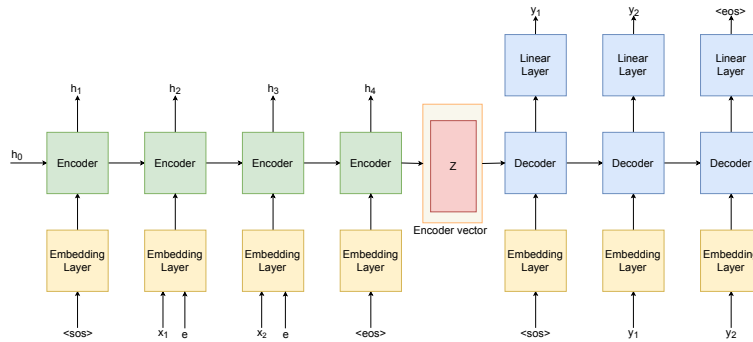 y₁
y₂
<eos>
Linear
Layer
Linear
Layer
Linear
Layer
h₁
h₂
h₃
h₄
h₀
Encoder
Encoder
Encoder
Encoder
Z
Decoder
Decoder
Decoder
Encoder vector
Embedding
Layer
Embedding
Layer
Embedding
Layer
Embedding
Layer
Embedding
Layer
Embedding
Layer
Embedding
Layer
<sos>
x₁
e
x₂
e
<eos>
<sos>
y₁
y₂